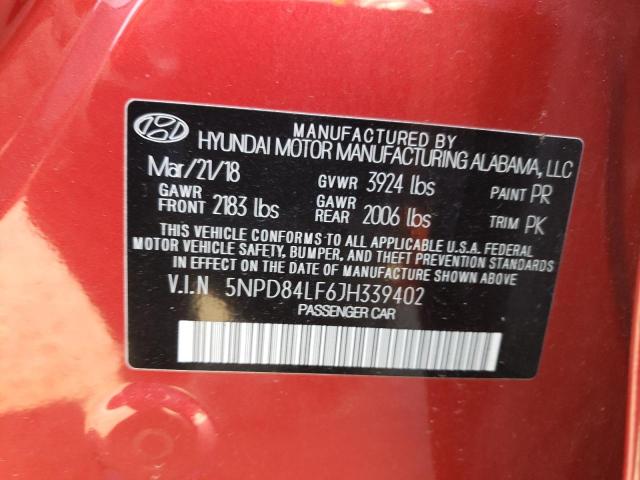 MANUFACTURED BY
HYUNDAI MOTOR MANUFACTURING ALABAMA, LLC
Mar/21/18 GVWR 3924 lbs PAINT PR
GAWR FRONT 2183 lbs GAWR REAR 2006 lbs TRIM PK
THIS VEHICLE CONFORMS TO ALL APPLICABLE U.S.A. FEDERAL
MOTOR VEHICLE SAFETY, BUMPER, AND THEFT PREVENTION STANDARDS
IN EFFECT ON THE DATE OF MANUFACTURE SHOWN ABOVE
V.I.N 5NPD84LF6JH339402
PASSENGER CAR